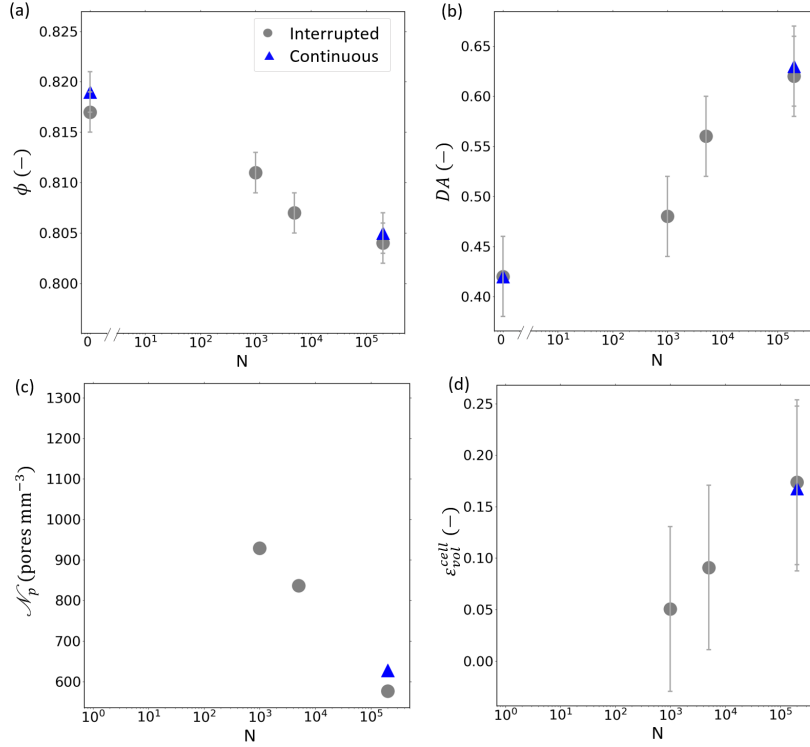 (a)
0.825
0.820
0.815
0.810
0.805
0.800
ϕ (−)
Interrupted
Continuous
0 10¹ 10² 10³ 10⁴ 10⁵
N
(b)
0.65
0.60
0.55
0.50
0.45
0.40
DA (−)
0 10¹ 10² 10³ 10⁴ 10⁵
N
(c)
1300
1200
1100
1000
900
800
700
600
𝒩ₚ (pores mm⁻³)
10⁰ 10¹ 10² 10³ 10⁴ 10⁵
N
(d)
0.25
0.20
0.15
0.10
0.05
0.00
ε_vol^cell (−)
10⁰ 10¹ 10² 10³ 10⁴ 10⁵
N